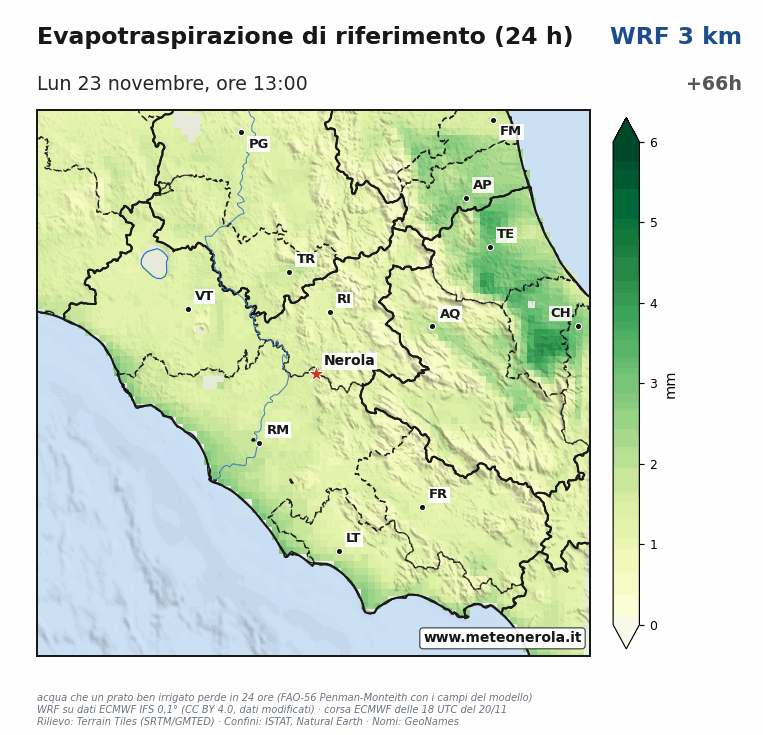 Evapotraspirazione di riferimento (24 h) WRF 3 km
Lun 23 novembre, ore 13:00 +66h
FM
PG
AP
TE
TR
VT
RI
AQ
CH
Nerola
RM
FR
LT
6
5
4
3
2
1
0
mm
www.meteonerola.it
acqua che un prato ben irrigato perde in 24 ore (FAO-56 Penman-Monteith con i campi del modello)
WRF su dati ECMWF IFS 0,1° (CC BY 4.0, dati modificati) · corsa ECMWF delle 18 UTC del 20/11
Rilievo: Terrain Tiles (SRTM/GMTED) · Confini: ISTAT, Natural Earth · Nomi: GeoNames